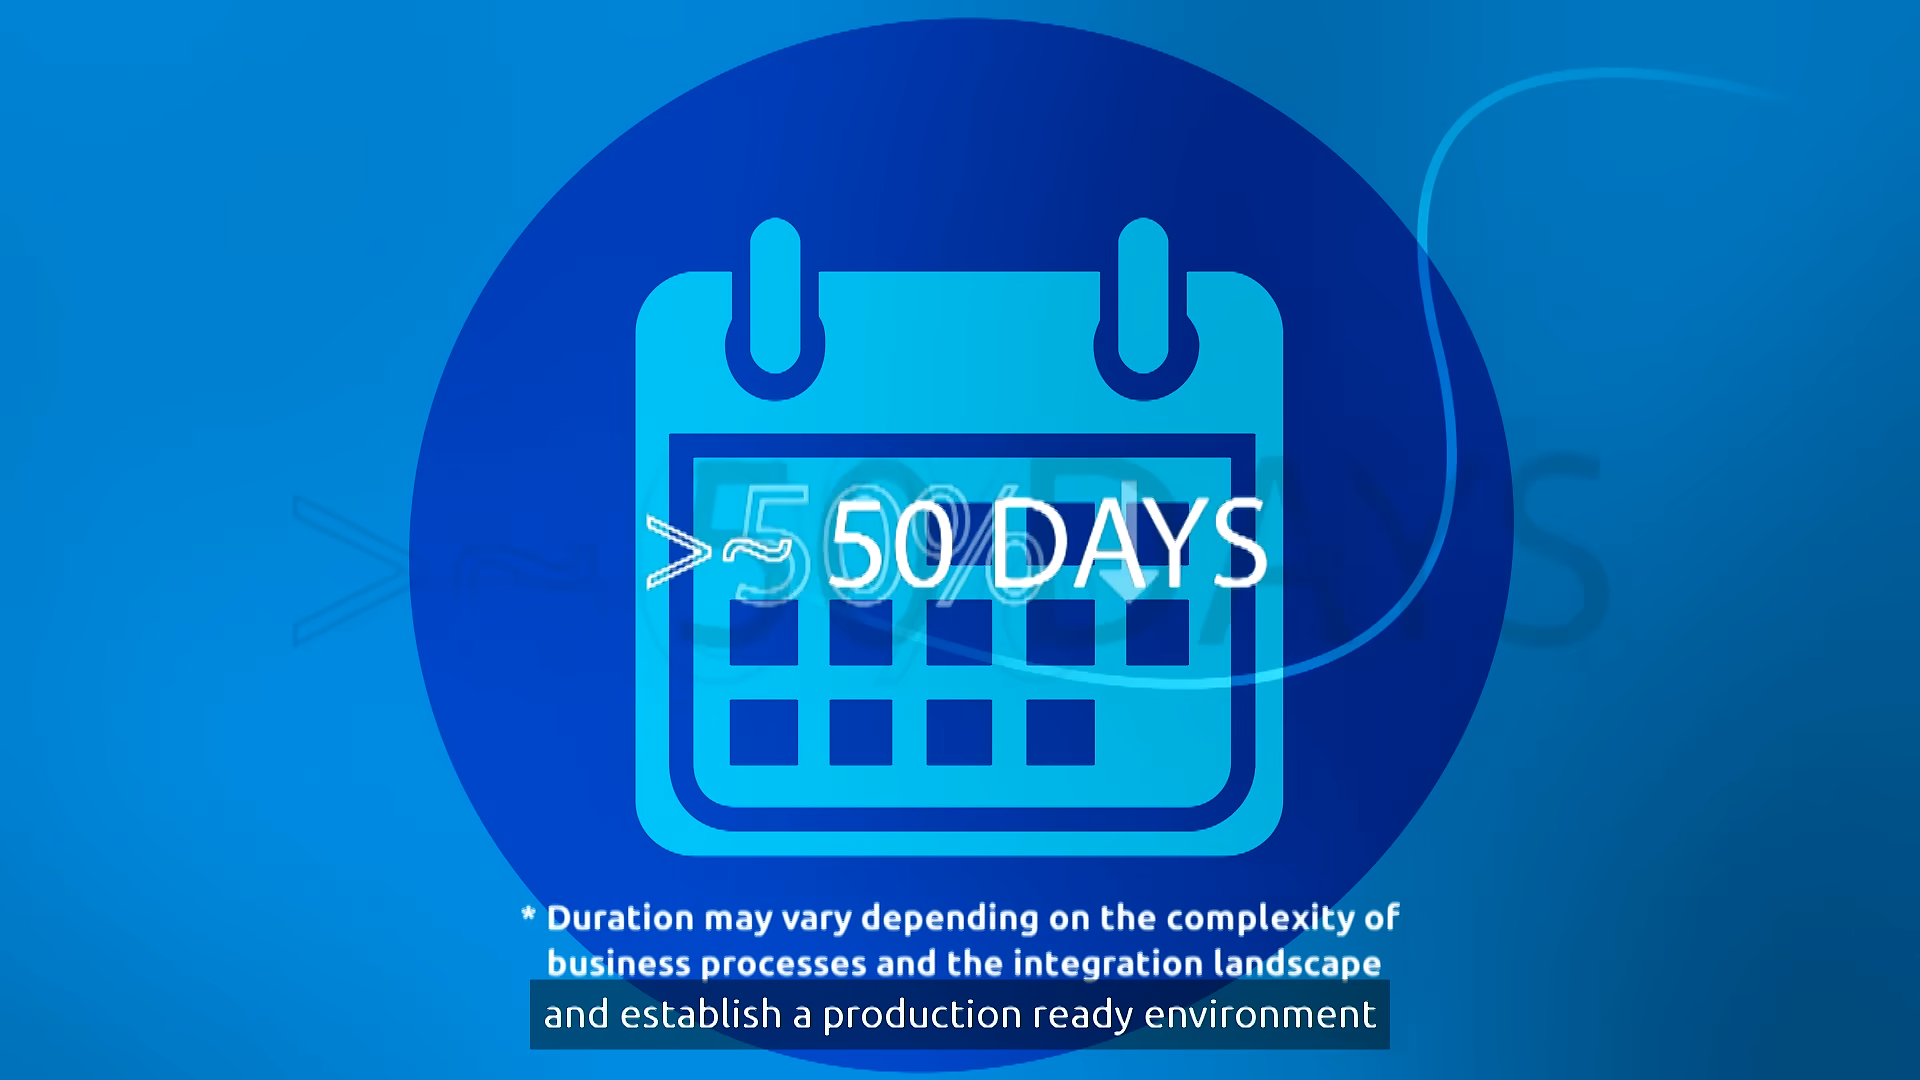 >~ 50 DAYS
50%
* Duration may vary depending on the complexity of
business processes and the integration landscape
and establish a production ready environment